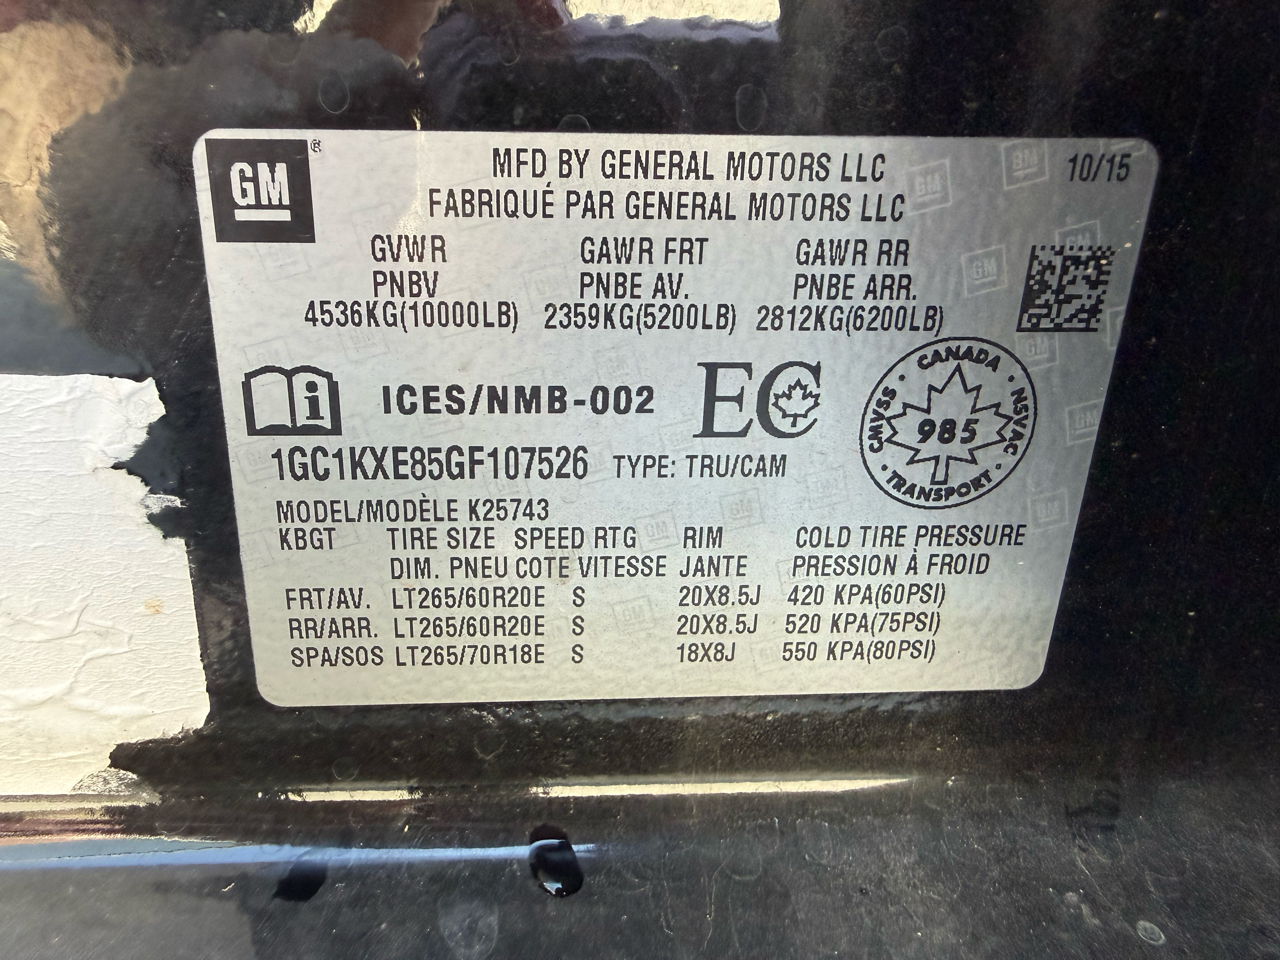 GM ® MFD BY GENERAL MOTORS LLC 10/15
FABRIQUÉ PAR GENERAL MOTORS LLC
GVWR GAWR FRT GAWR RR
PNBV PNBE AV. PNBE ARR.
4536KG(10000LB) 2359KG(5200LB) 2812KG(6200LB)
i ICES/NMB-002 EC
CANADA
CMVSS · NSVAC
985
· TRANSPORT ·
1GC1KXE85GF107526 TYPE: TRU/CAM
MODEL/MODÈLE K25743
KBGT TIRE SIZE SPEED RTG RIM COLD TIRE PRESSURE
DIM. PNEU COTE VITESSE JANTE PRESSION À FROID
FRT/AV. LT265/60R20E S 20X8.5J 420 KPA(60PSI)
RR/ARR. LT265/60R20E S 20X8.5J 520 KPA(75PSI)
SPA/SOS LT265/70R18E S 18X8J 550 KPA(80PSI)